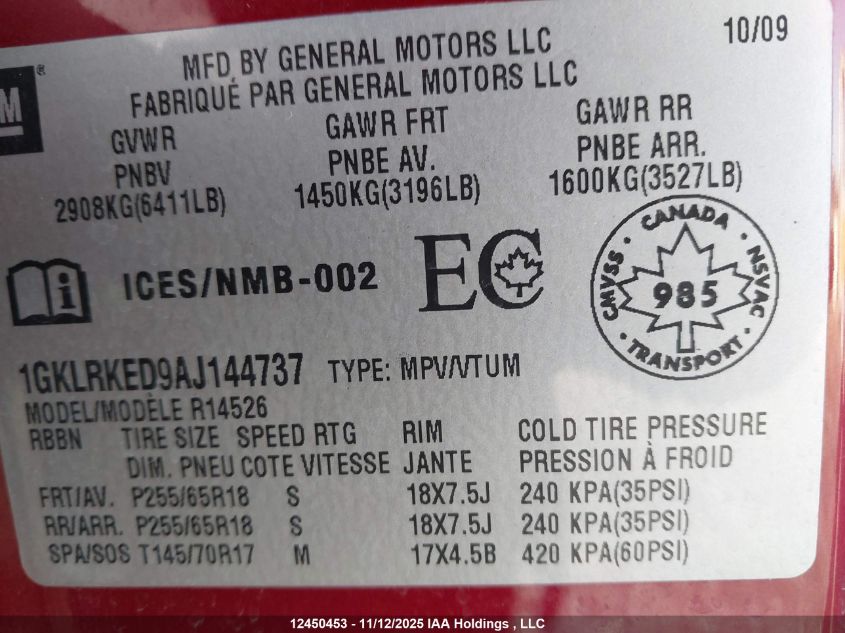 10/09
MFD BY GENERAL MOTORS LLC
FABRIQUÉ PAR GENERAL MOTORS LLC
M ®
GVWR GAWR FRT GAWR RR
PNBV PNBE AV. PNBE ARR.
2908KG(6411LB) 1450KG(3196LB) 1600KG(3527LB)
i ICES/NMB-002 EC
CANADA
CMVSS 985 NSVAC
TRANSPORT
1GKLRKED9AJ144737 TYPE: MPV/VTUM
MODEL/MODÈLE R14526
RBBN TIRE SIZE SPEED RTG RIM COLD TIRE PRESSURE
DIM. PNEU COTE VITESSE JANTE PRESSION À FROID
FRT/AV. P255/65R18 S 18X7.5J 240 KPA(35PSI)
RR/ARR. P255/65R18 S 18X7.5J 240 KPA(35PSI)
SPA/SOS T145/70R17 M 17X4.5B 420 KPA(60PSI)
12450453 - 11/12/2025 IAA Holdings , LLC